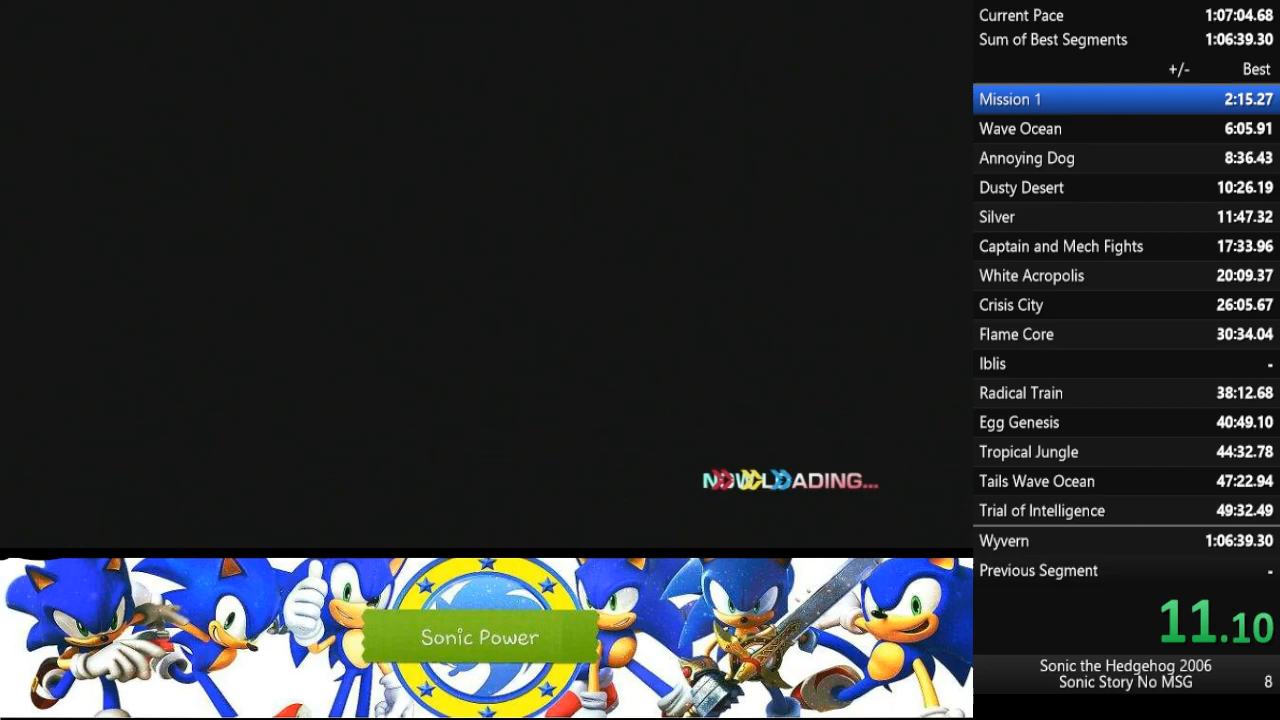 Current Pace 1:07:04.68
Sum of Best Segments 1:06:39.30
+/- Best
Mission 1 2:15.27
Wave Ocean 6:05.91
Annoying Dog 8:36.43
Dusty Desert 10:26.19
Silver 11:47.32
Captain and Mech Fights 17:33.96
White Acropolis 20:09.37
Crisis City 26:05.67
Flame Core 30:34.04
Iblis -
Radical Train 38:12.68
Egg Genesis 40:49.10
Tropical Jungle 44:32.78
Tails Wave Ocean 47:22.94
Trial of Intelligence 49:32.49
Wyvern 1:06:39.30
Previous Segment -
11.10
Sonic the Hedgehog 2006
Sonic Story No MSG 8
NOW LOADING...
Sonic Power